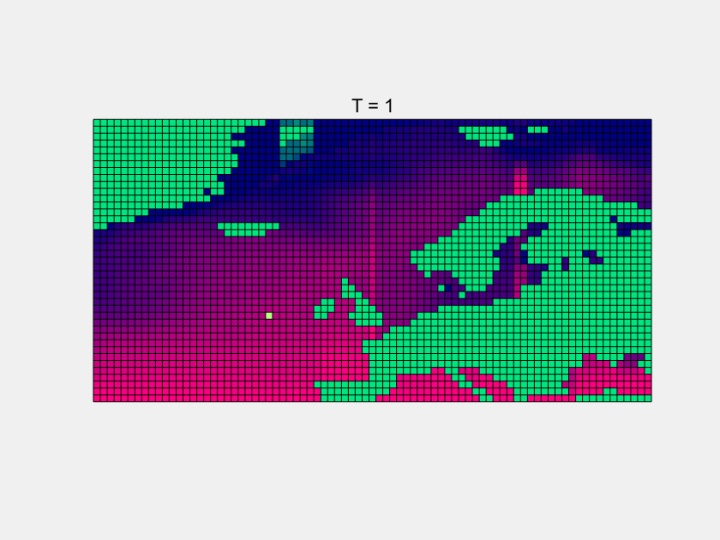 T = 1